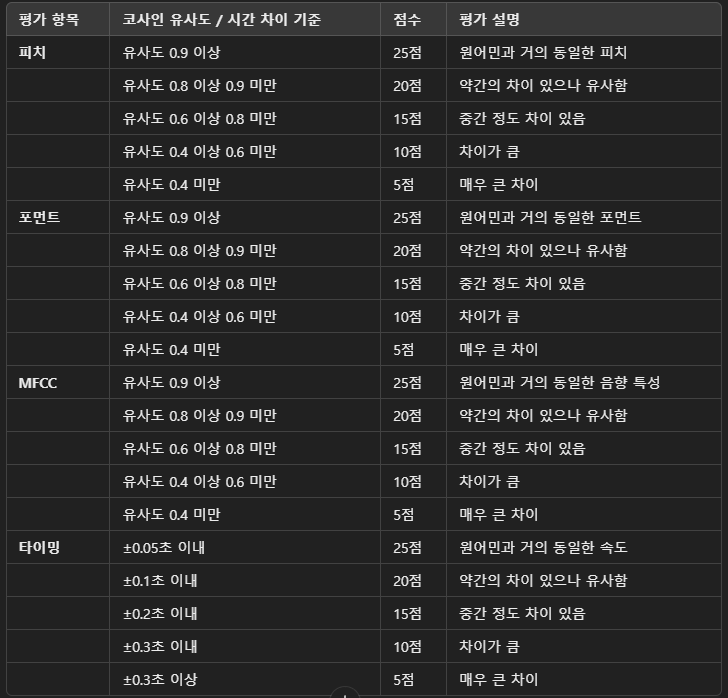 평가 항목 코사인 유사도 / 시간 차이 기준 점수 평가 설명
피치 유사도 0.9 이상 25점 원어민과 거의 동일한 피치
유사도 0.8 이상 0.9 미만 20점 약간의 차이 있으나 유사함
유사도 0.6 이상 0.8 미만 15점 중간 정도 차이 있음
유사도 0.4 이상 0.6 미만 10점 차이가 큼
유사도 0.4 미만 5점 매우 큰 차이
포먼트 유사도 0.9 이상 25점 원어민과 거의 동일한 포먼트
유사도 0.8 이상 0.9 미만 20점 약간의 차이 있으나 유사함
유사도 0.6 이상 0.8 미만 15점 중간 정도 차이 있음
유사도 0.4 이상 0.6 미만 10점 차이가 큼
유사도 0.4 미만 5점 매우 큰 차이
MFCC 유사도 0.9 이상 25점 원어민과 거의 동일한 음향 특성
유사도 0.8 이상 0.9 미만 20점 약간의 차이 있으나 유사함
유사도 0.6 이상 0.8 미만 15점 중간 정도 차이 있음
유사도 0.4 이상 0.6 미만 10점 차이가 큼
유사도 0.4 미만 5점 매우 큰 차이
타이밍 ±0.05초 이내 25점 원어민과 거의 동일한 속도
±0.1초 이내 20점 약간의 차이 있으나 유사함
±0.2초 이내 15점 중간 정도 차이 있음
±0.3초 이내 10점 차이가 큼
±0.3초 이상 5점 매우 큰 차이